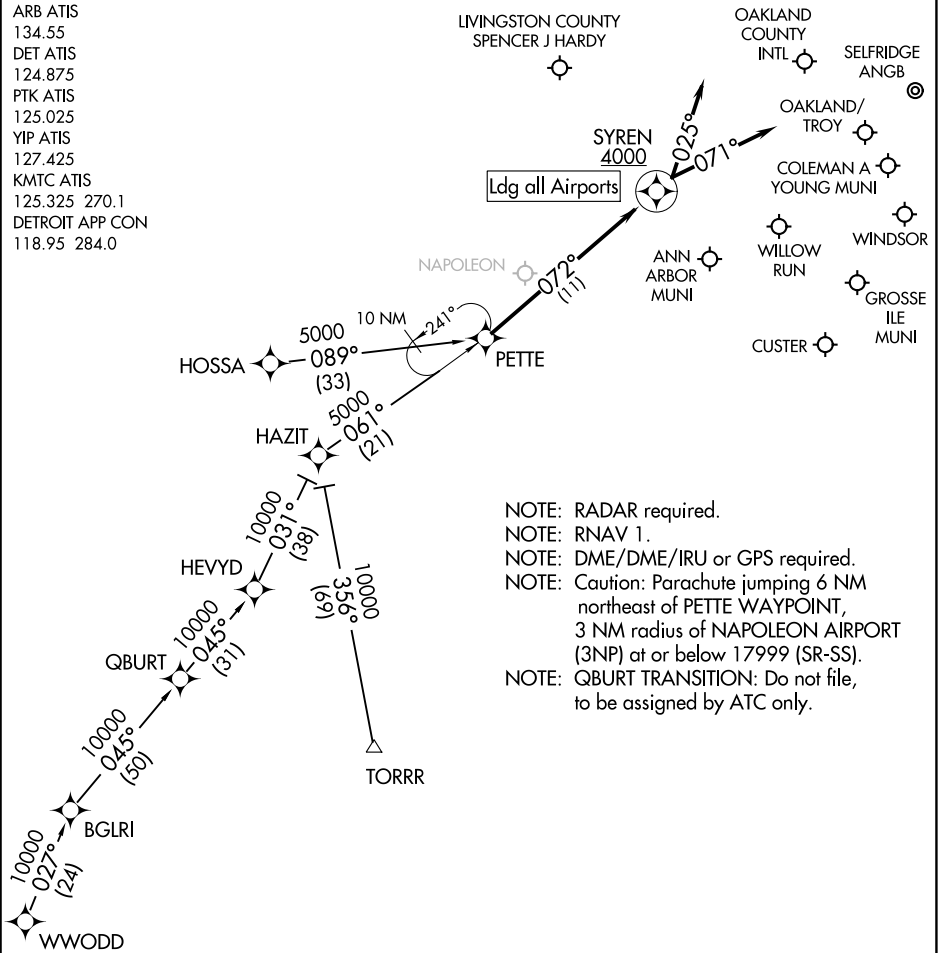 ARB ATIS
134.55
DET ATIS
124.875
PTK ATIS
125.025
YIP ATIS
127.425
KMTC ATIS
125.325 270.1
DETROIT APP CON
118.95 284.0
LIVINGSTON COUNTY
SPENCER J HARDY
OAKLAND
COUNTY
INTL
SELFRIDGE
ANGB
OAKLAND/
TROY
COLEMAN A
YOUNG MUNI
WINDSOR
WILLOW
RUN
ANN
ARBOR
MUNI
GROSSE
ILE
MUNI
CUSTER
SYREN
4000
Ldg all Airports
025°
071°
NAPOLEON
072°
(11)
10 NM
241°
PETTE
HOSSA
5000
089°
(33)
5000
061°
(21)
HAZIT
10000
031°
(38)
10000
356°
(69)
HEVYD
10000
045°
(31)
QBURT
10000
045°
(50)
TORRR
BGLRI
10000
027°
(24)
WWODD
NOTE: RADAR required.
NOTE: RNAV 1.
NOTE: DME/DME/IRU or GPS required.
NOTE: Caution: Parachute jumping 6 NM
northeast of PETTE WAYPOINT,
3 NM radius of NAPOLEON AIRPORT
(3NP) at or below 17999 (SR-SS).
NOTE: QBURT TRANSITION: Do not file,
to be assigned by ATC only.